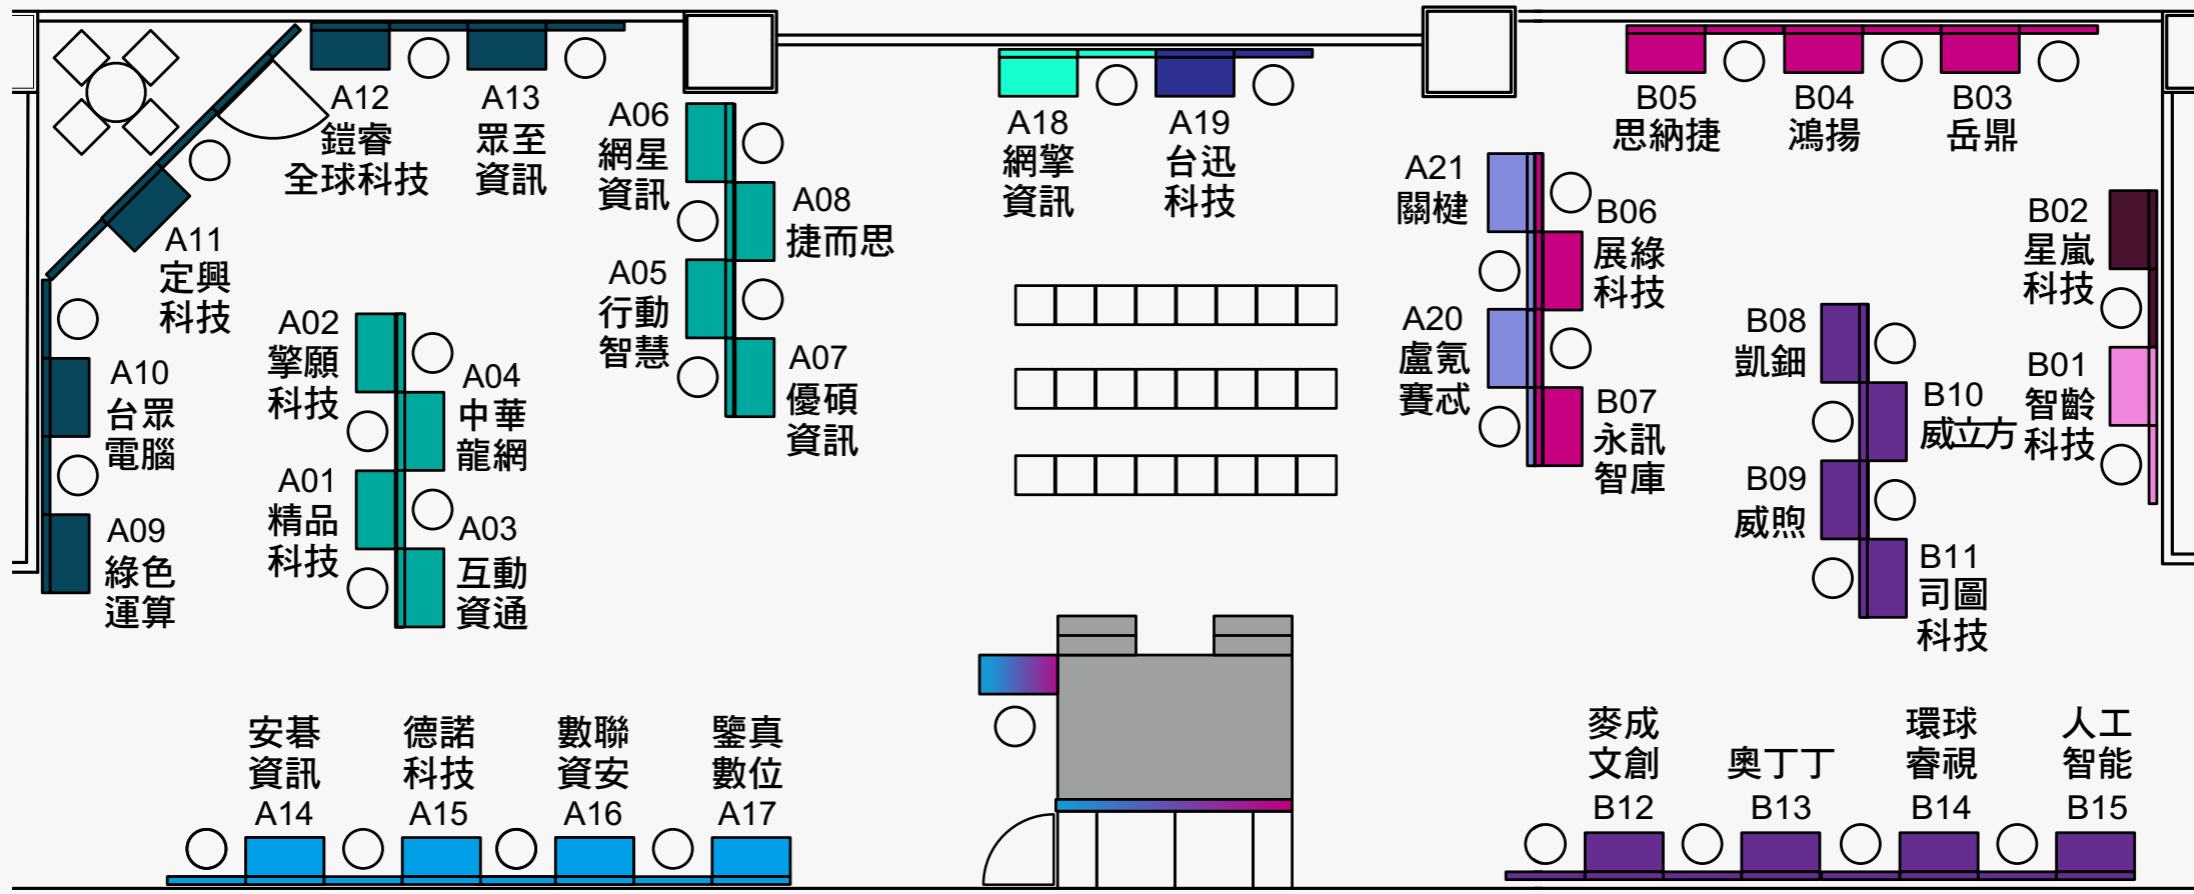 A12
鎧睿
全球科技
A13
眾至
資訊
A06
網星
資訊
A08
捷而思
A05
行動
智慧
A07
優碩
資訊
A11
定興
科技
A10
台眾
電腦
A09
綠色
運算
A02
擎願
科技
A04
中華
龍網
A01
精品
科技
A03
互動
資通
A18
網擎
資訊
A19
台迅
科技
A21
關楗
B06
展綠
科技
A20
盧氪
賽忒
B07
永訊
智庫
B05
思納捷
B04
鴻揚
B03
岳鼎
B02
星嵐
科技
B01
智齡
科技
B08
凱鈿
B10
威立方
B09
威煦
B11
司圖
科技
安碁
資訊
A14
德諾
科技
A15
數聯
資安
A16
鑒真
數位
A17
麥成
文創
B12
奧丁丁
B13
環球
睿視
B14
人工
智能
B15